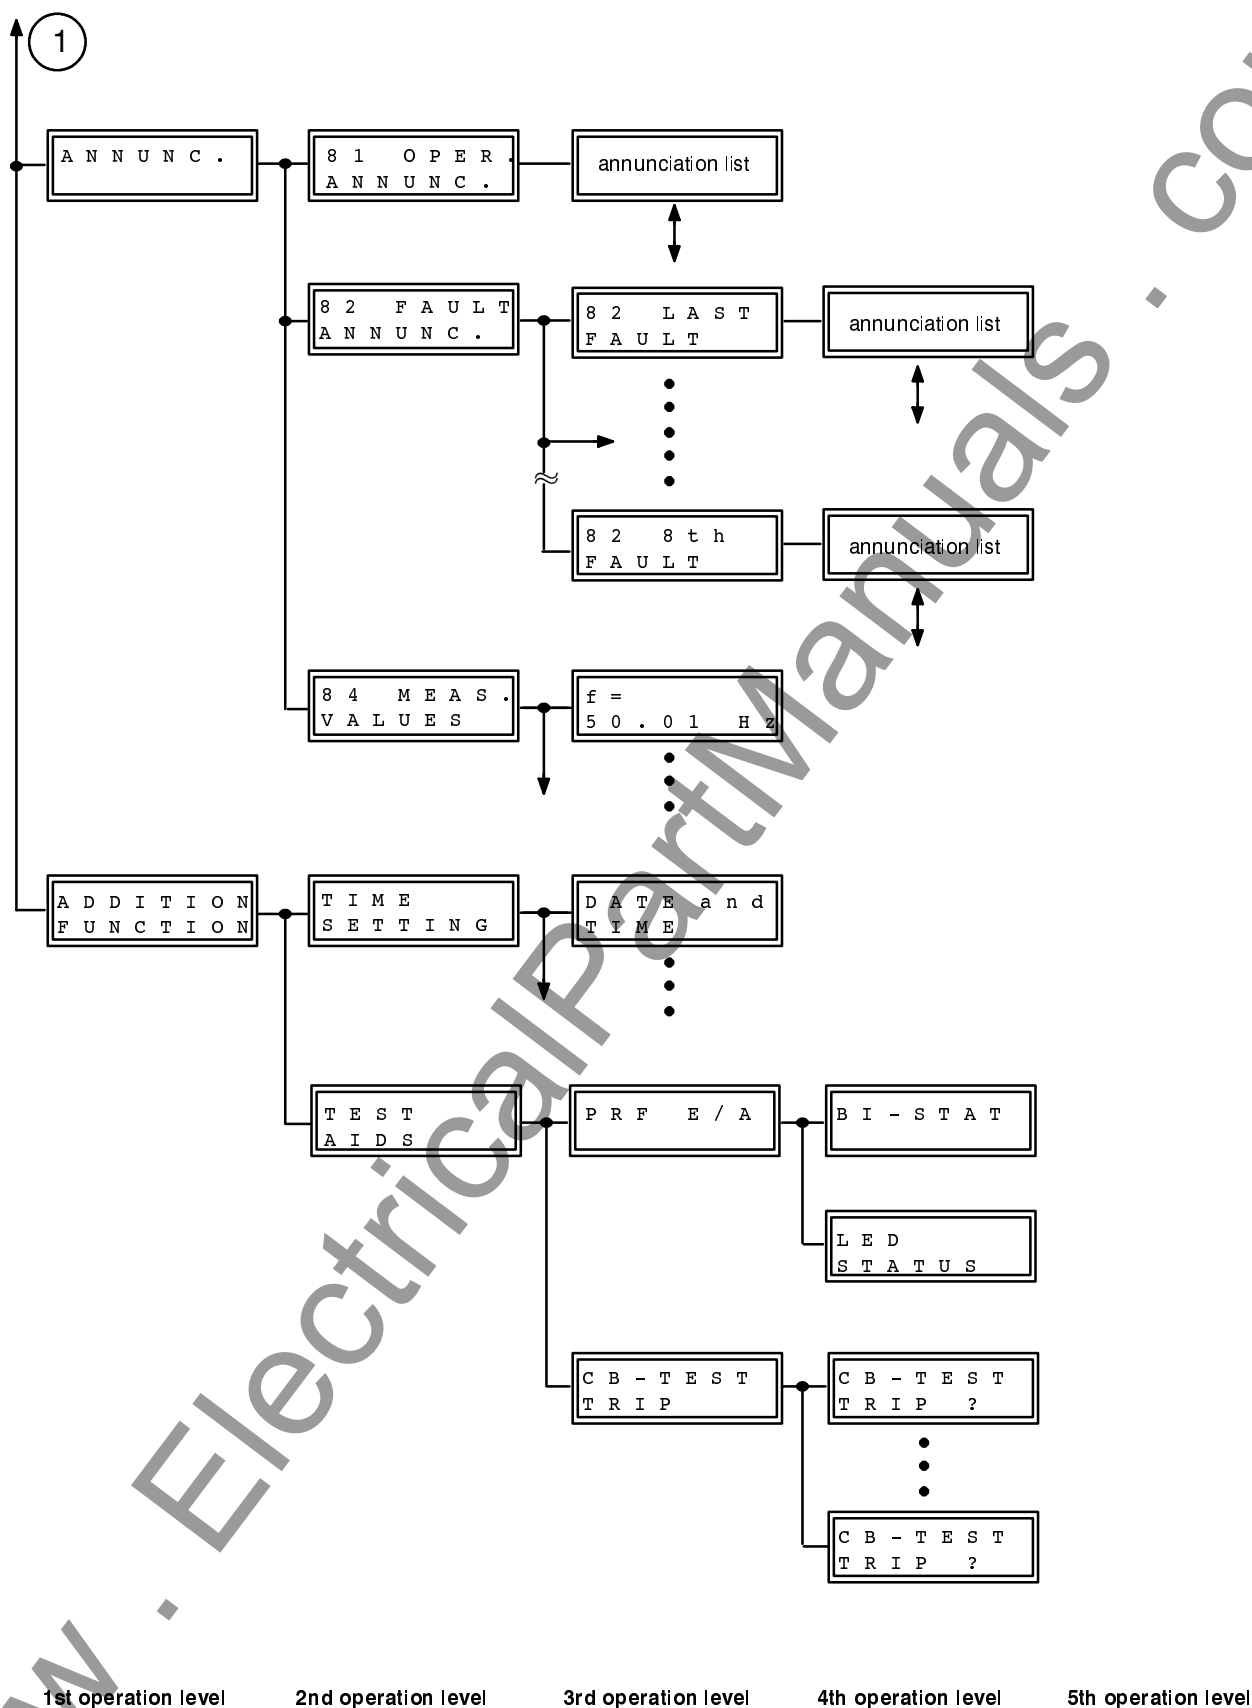 1
ANNUNC.
81 OPER.
ANNUNC.
annunciation list
82 FAULT
ANNUNC.
82 LAST
FAULT
annunciation list
82 8th
FAULT
annunciation list
84 MEAS.
VALUES
f =
50.01 Hz
ADDITION
FUNCTION
TIME
SETTING
DATE and
TIME
TEST
AIDS
PRF E/A
BI-STAT
LED
STATUS
CB-TEST
TRIP
CB-TEST
TRIP ?
CB-TEST
TRIP ?
1st operation level
2nd operation level
3rd operation level
4th operation level
5th operation level
w . ElectricalPartManuals . co